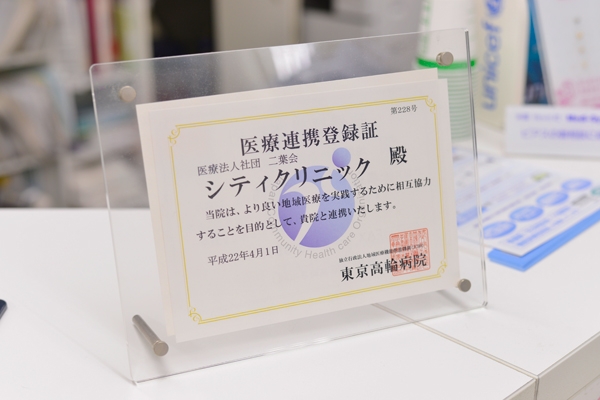 第228号
医療連携登録証
医療法人社団 二葉会
シティクリニック 殿
当院は、より良い地域医療を実践するために相互協力
することを目的として、貴院と連携いたします。
平成22年4月1日
東京高輪病院
Community Health care
unicef